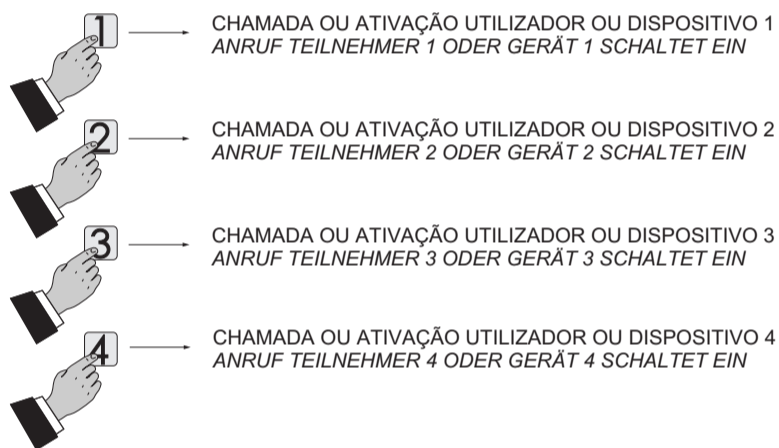 1
CHAMADA OU ATIVAÇÃO UTILIZADOR OU DISPOSITIVO 1
ANRUF TEILNEHMER 1 ODER GERÄT 1 SCHALTET EIN
2
CHAMADA OU ATIVAÇÃO UTILIZADOR OU DISPOSITIVO 2
ANRUF TEILNEHMER 2 ODER GERÄT 2 SCHALTET EIN
3
CHAMADA OU ATIVAÇÃO UTILIZADOR OU DISPOSITIVO 3
ANRUF TEILNEHMER 3 ODER GERÄT 3 SCHALTET EIN
4
CHAMADA OU ATIVAÇÃO UTILIZADOR OU DISPOSITIVO 4
ANRUF TEILNEHMER 4 ODER GERÄT 4 SCHALTET EIN